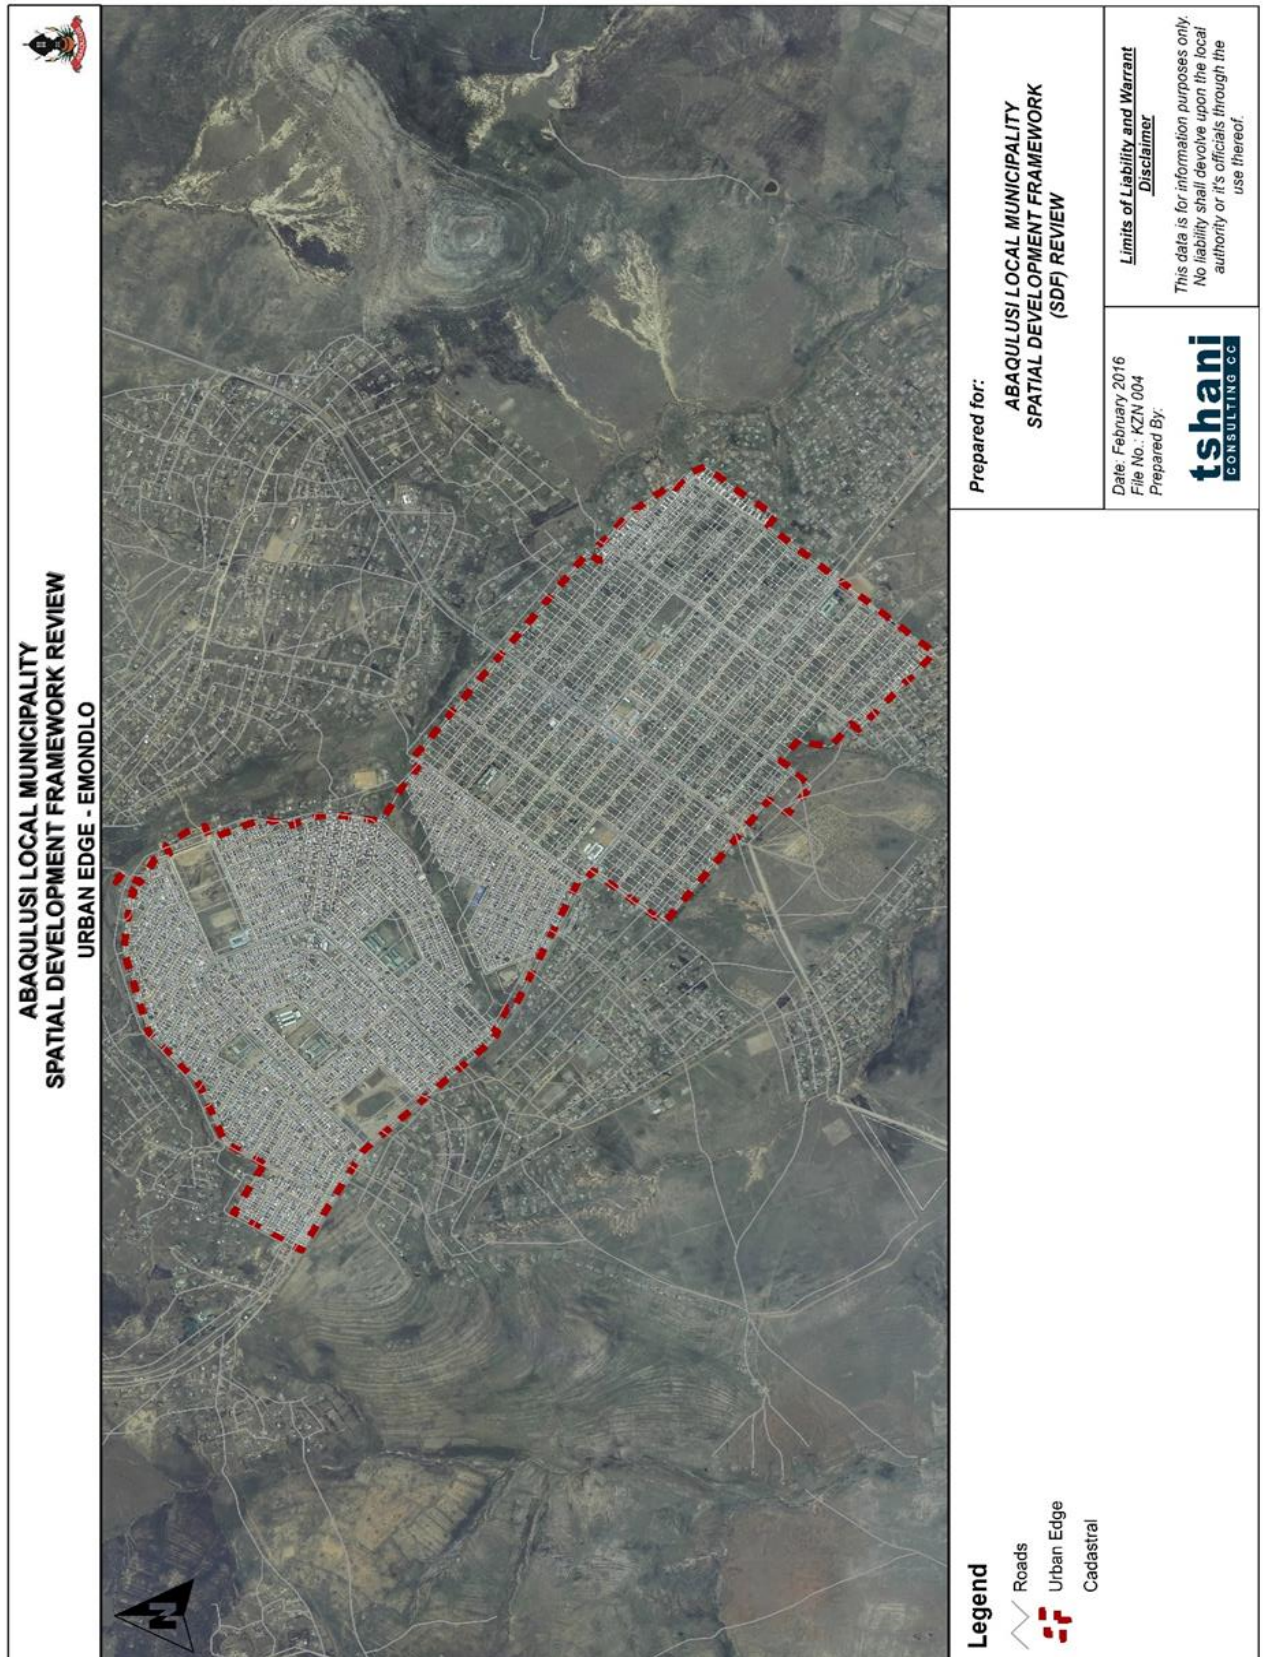 ABAQULUSI LOCAL MUNICIPALITY
SPATIAL DEVELOPMENT FRAMEWORK REVIEW
URBAN EDGE - EMONDLO
N
Legend
Roads
Urban Edge
Cadastral
Prepared for:
ABAQULUSI LOCAL MUNICIPALITY
SPATIAL DEVELOPMENT FRAMEWORK
(SDF) REVIEW
Date: February 2016
File No.: KZN 004
Prepared By:
tshani
CONSULTING CC
Limits of Liability and Warrant
Disclaimer
This data is for information purposes only.
No liability shall devolve upon the local
authority or it's officials through the
use thereof.